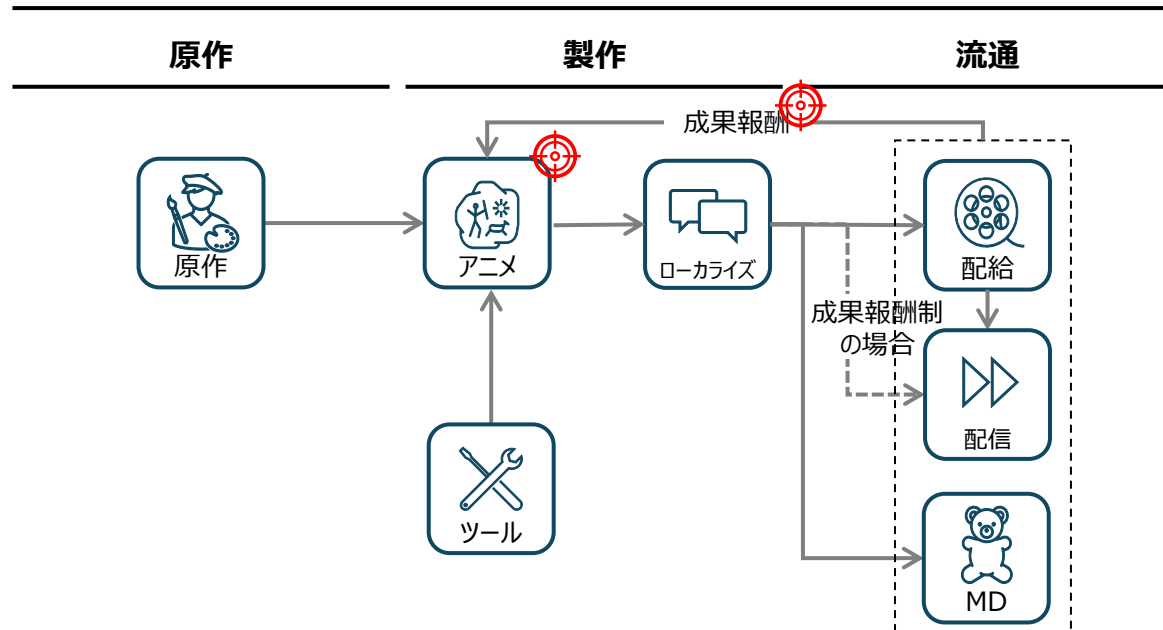 原作
製作
流通
成果報酬
原作
アニメ
ローカライズ
配給
成果報酬制
の場合
配信
ツール
MD